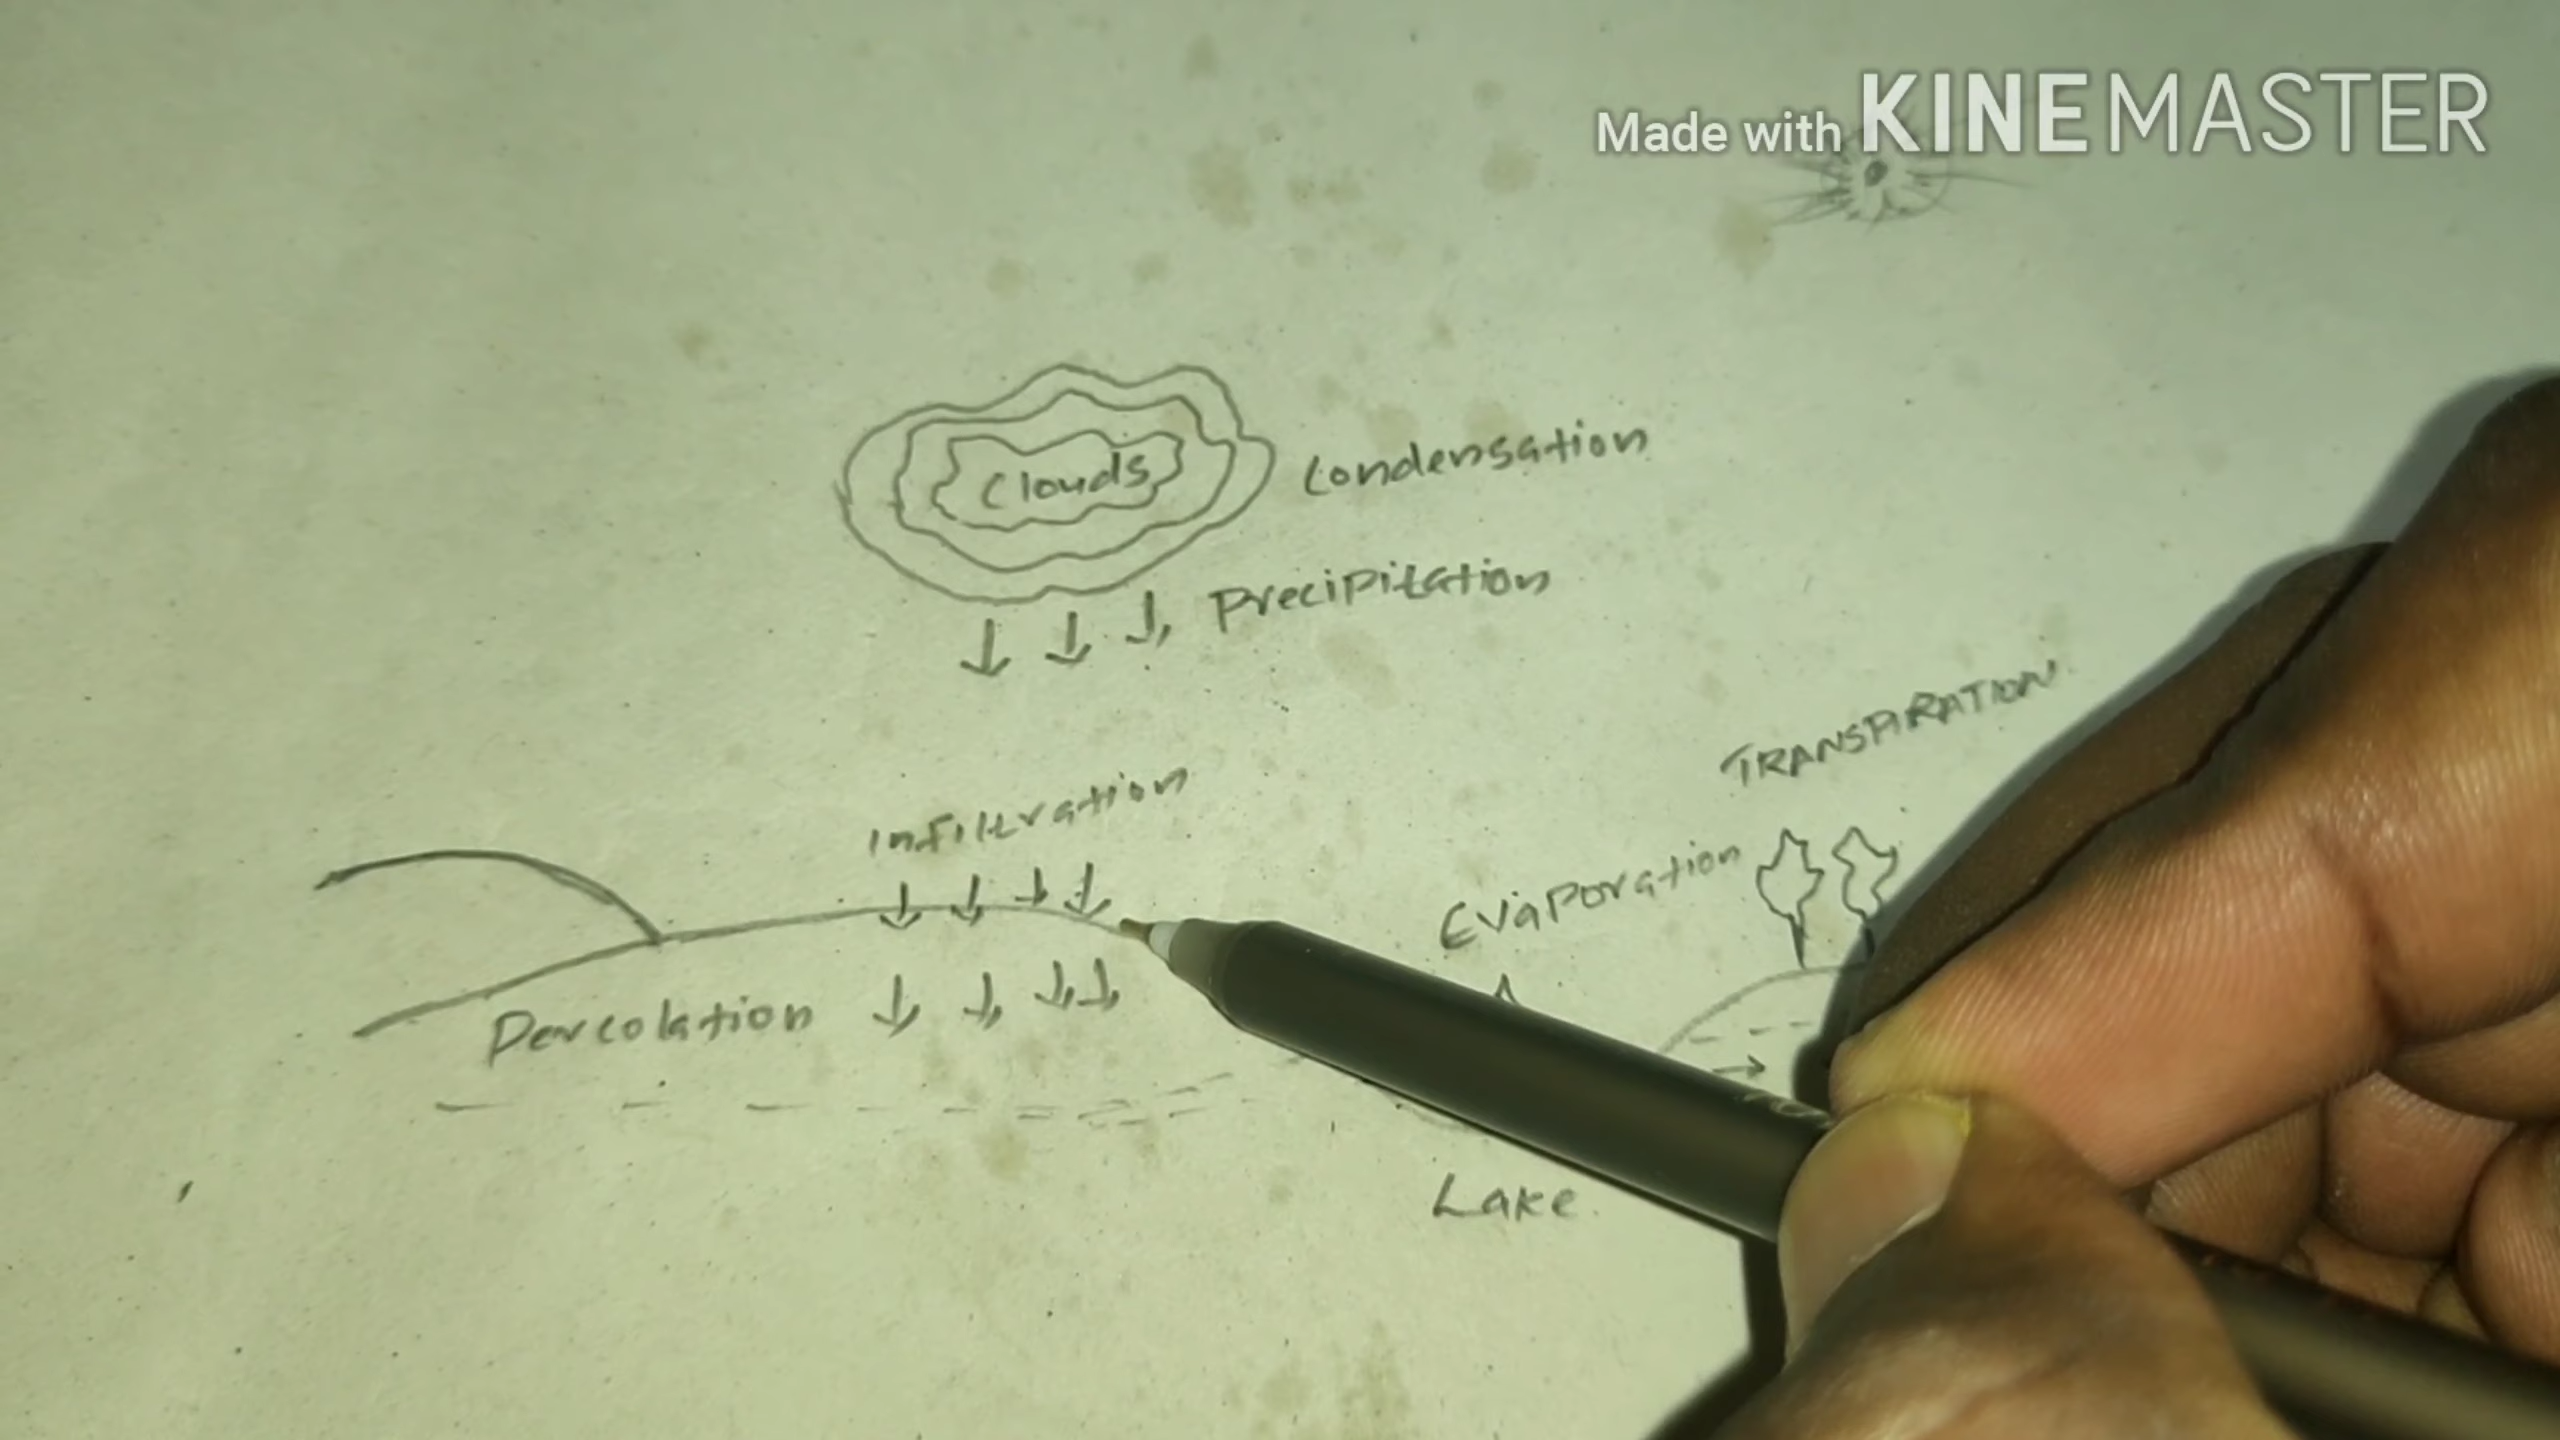 Made with KINEMASTER
Clouds
Condensation
Precipitation
TRANSPIRATION
Infiltration
Evaporation
Percolation
Lake